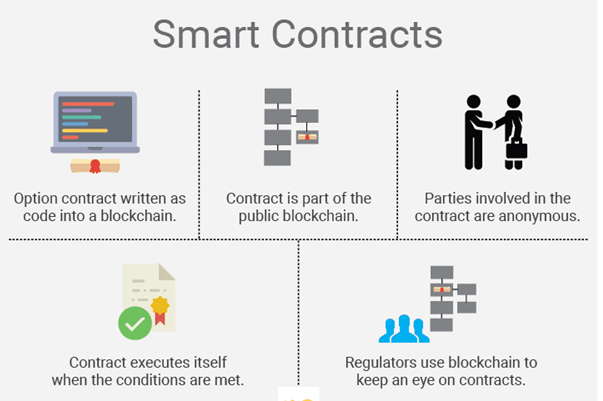 Smart Contracts
Option contract written as
code into a blockchain.
Contract is part of the
public blockchain.
Parties involved in the
contract are anonymous.
Contract executes itself
when the conditions are met.
Regulators use blockchain to
keep an eye on contracts.